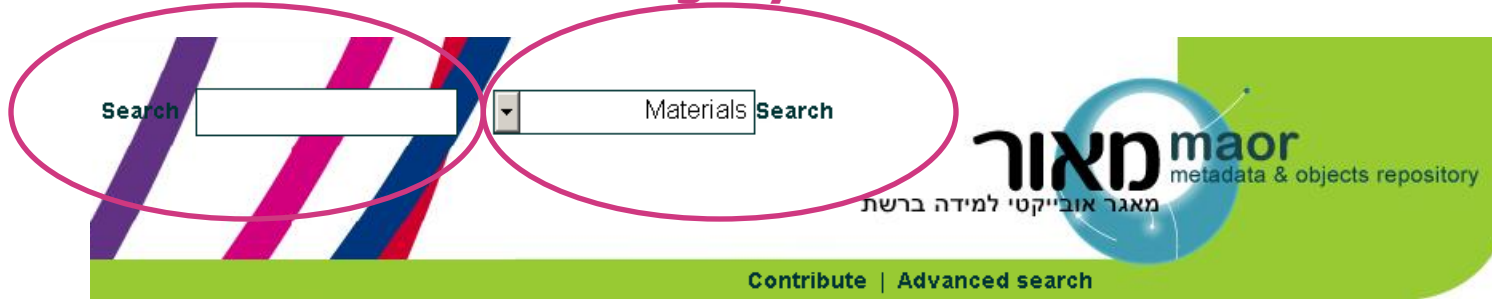 Search
Materials Search
מאור maor
metadata & objects repository
מאגר אובייקטי למידה ברשת
Contribute | Advanced search